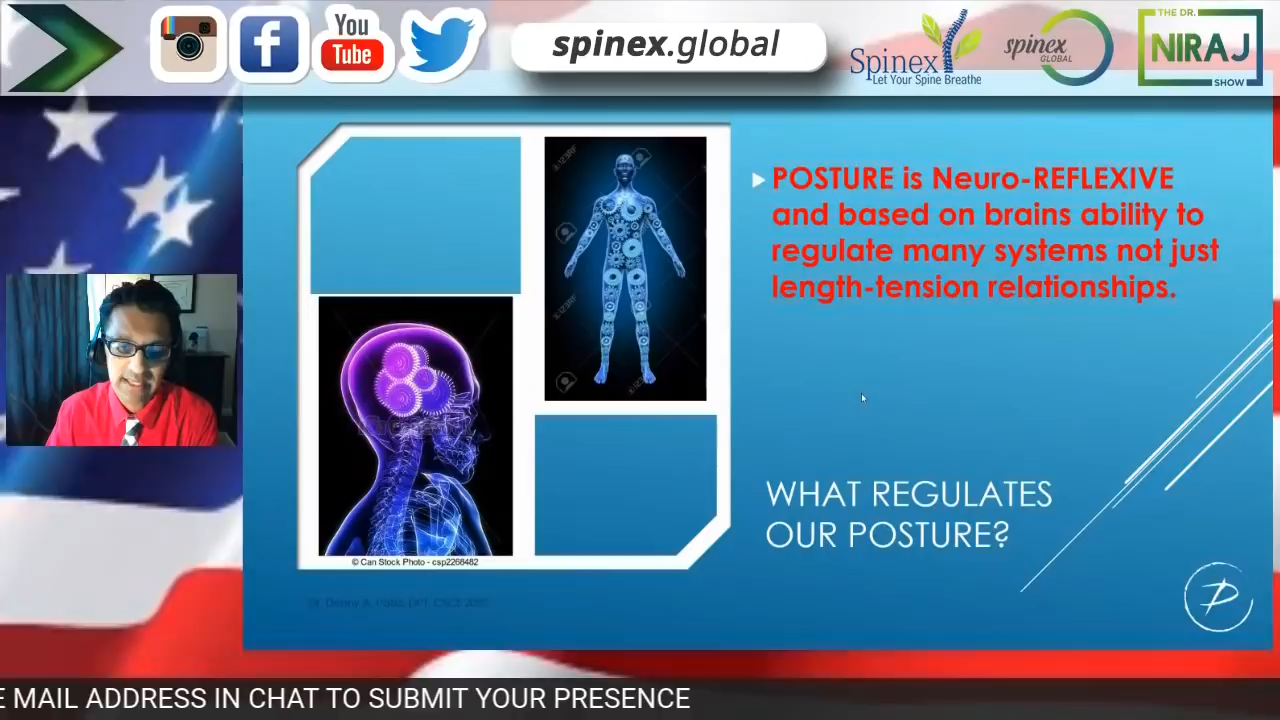 You
Tube
spinex.global
Spinex
Let Your Spine Breathe
spinex
GLOBAL
THE DR.
NIRAJ
SHOW
123RF
POSTURE is Neuro-REFLEXIVE
and based on brains ability to
regulate many systems not just
length-tension relationships.
WHAT REGULATES
OUR POSTURE?
© Can Stock Photo - csp2268482
E MAIL ADDRESS IN CHAT TO SUBMIT YOUR PRESENCE